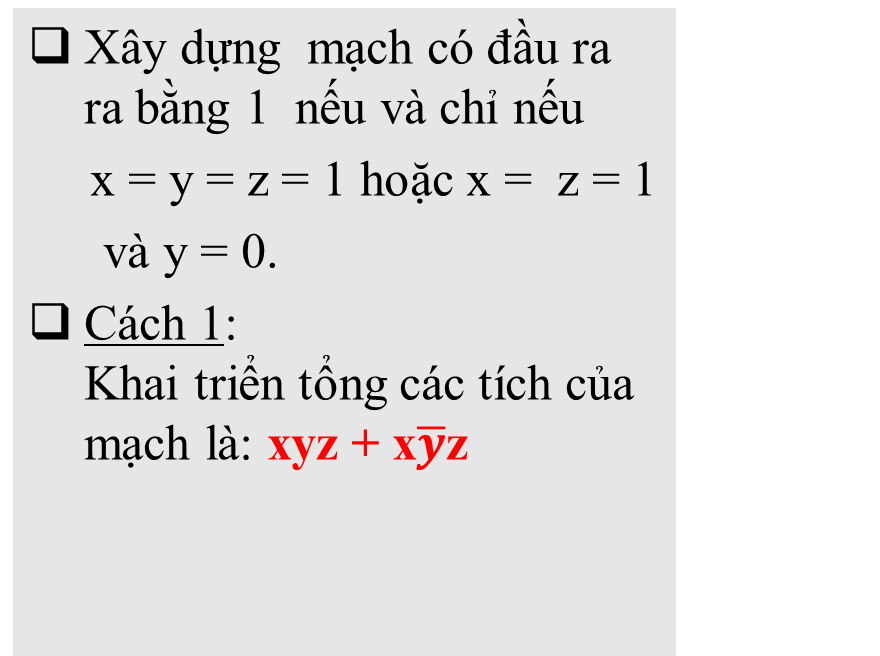 ❑ Xây dựng mạch có đầu ra
ra bằng 1 nếu và chỉ nếu
x = y = z = 1 hoặc x = z = 1
và y = 0.
❑ Cách 1:
Khai triển tổng các tích của
mạch là: xyz + xy̅z